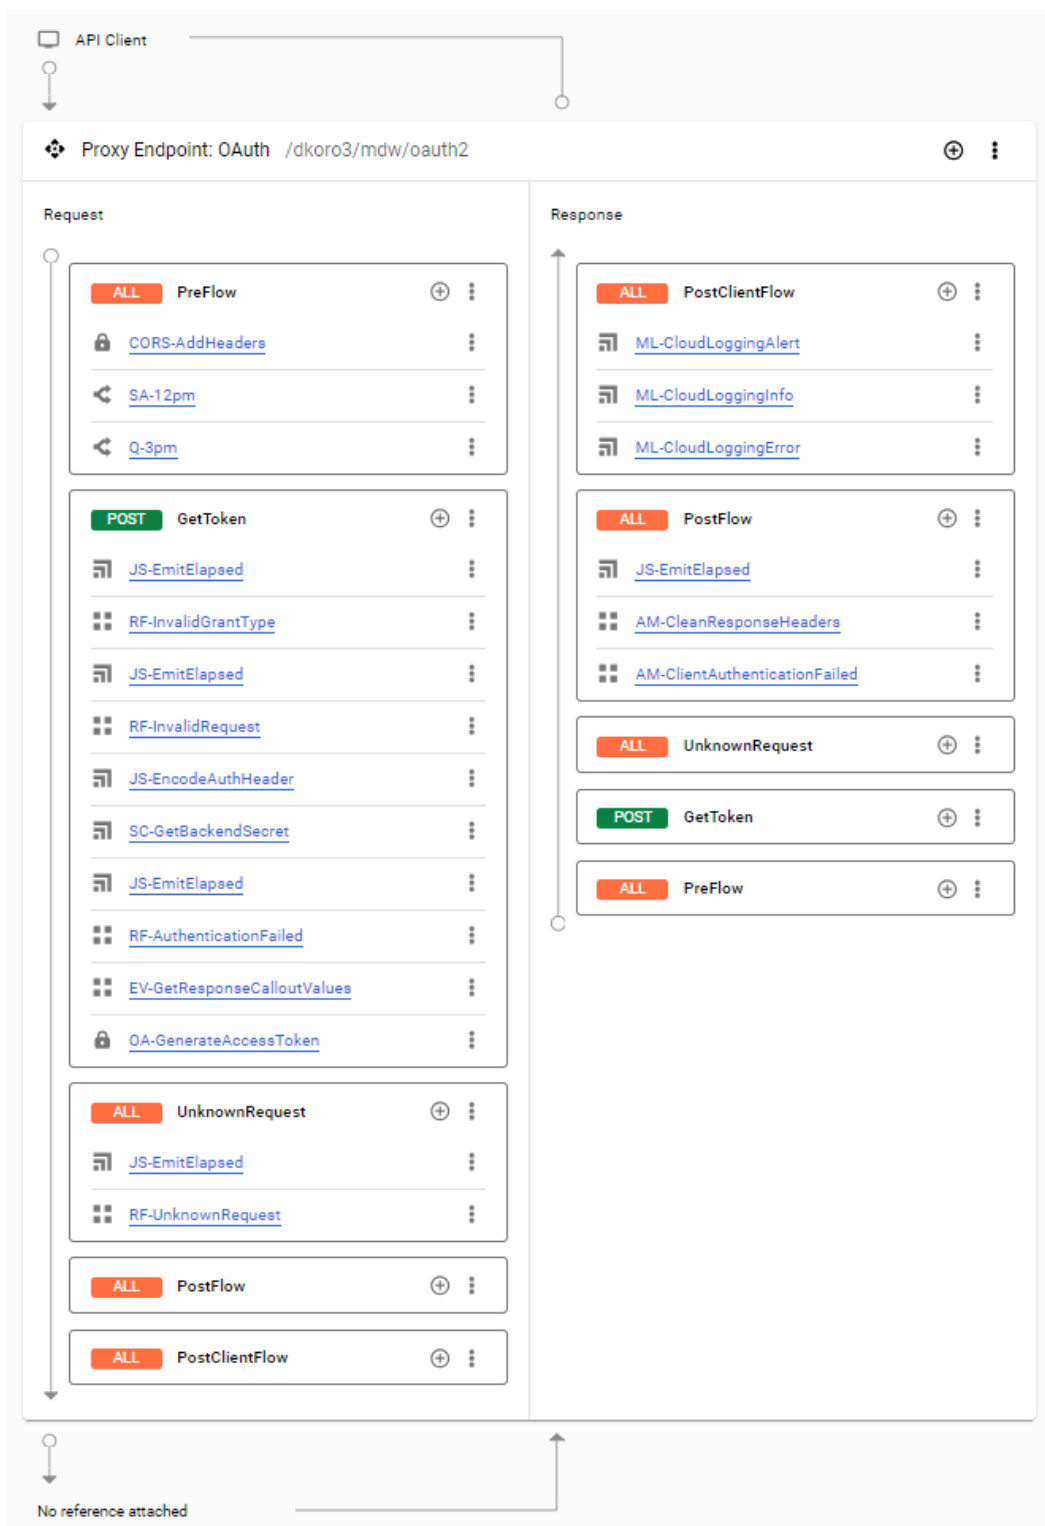 API Client
Proxy Endpoint: OAuth /dkoro3/mdw/oauth2
Request
ALL PreFlow
CORS-AddHeaders
SA-12pm
Q-3pm
POST GetToken
JS-EmitElapsed
RF-InvalidGrantType
JS-EmitElapsed
RF-InvalidRequest
JS-EncodeAuthHeader
SC-GetBackendSecret
JS-EmitElapsed
RF-AuthenticationFailed
EV-GetResponseCalloutValues
OA-GenerateAccessToken
ALL UnknownRequest
JS-EmitElapsed
RF-UnknownRequest
ALL PostFlow
ALL PostClientFlow
Response
ALL PostClientFlow
ML-CloudLoggingAlert
ML-CloudLoggingInfo
ML-CloudLoggingError
ALL PostFlow
JS-EmitElapsed
AM-CleanResponseHeaders
AM-ClientAuthenticationFailed
ALL UnknownRequest
POST GetToken
ALL PreFlow
No reference attached